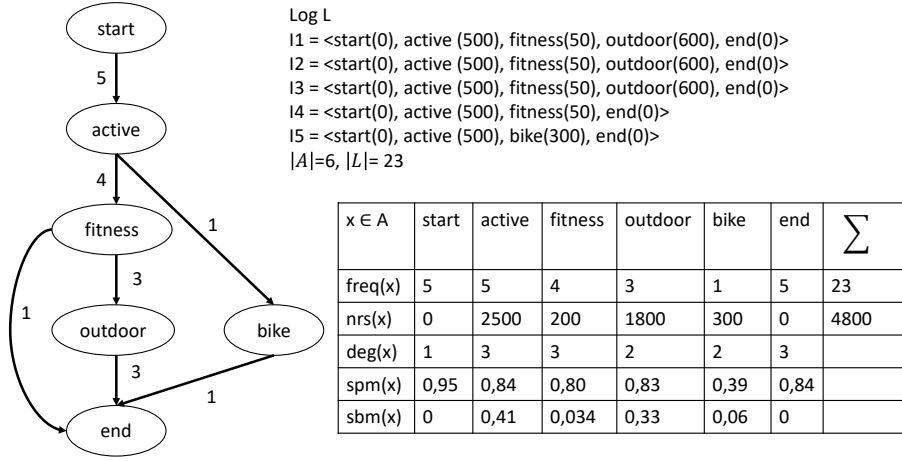 start
5
active
4
1
fitness
3
1
outdoor
bike
3
1
end
Log L
I1 = <start(0), active (500), fitness(50), outdoor(600), end(0)>
I2 = <start(0), active (500), fitness(50), outdoor(600), end(0)>
I3 = <start(0), active (500), fitness(50), outdoor(600), end(0)>
I4 = <start(0), active (500), fitness(50), end(0)>
I5 = <start(0), active (500), bike(300), end(0)>
|A|=6, |L|= 23
x ∈ A start active fitness outdoor bike end ∑
freq(x) 5 5 4 3 1 5 23
nrs(x) 0 2500 200 1800 300 0 4800
deg(x) 1 3 3 2 2 3
spm(x) 0,95 0,84 0,80 0,83 0,39 0,84
sbm(x) 0 0,41 0,034 0,33 0,06 0